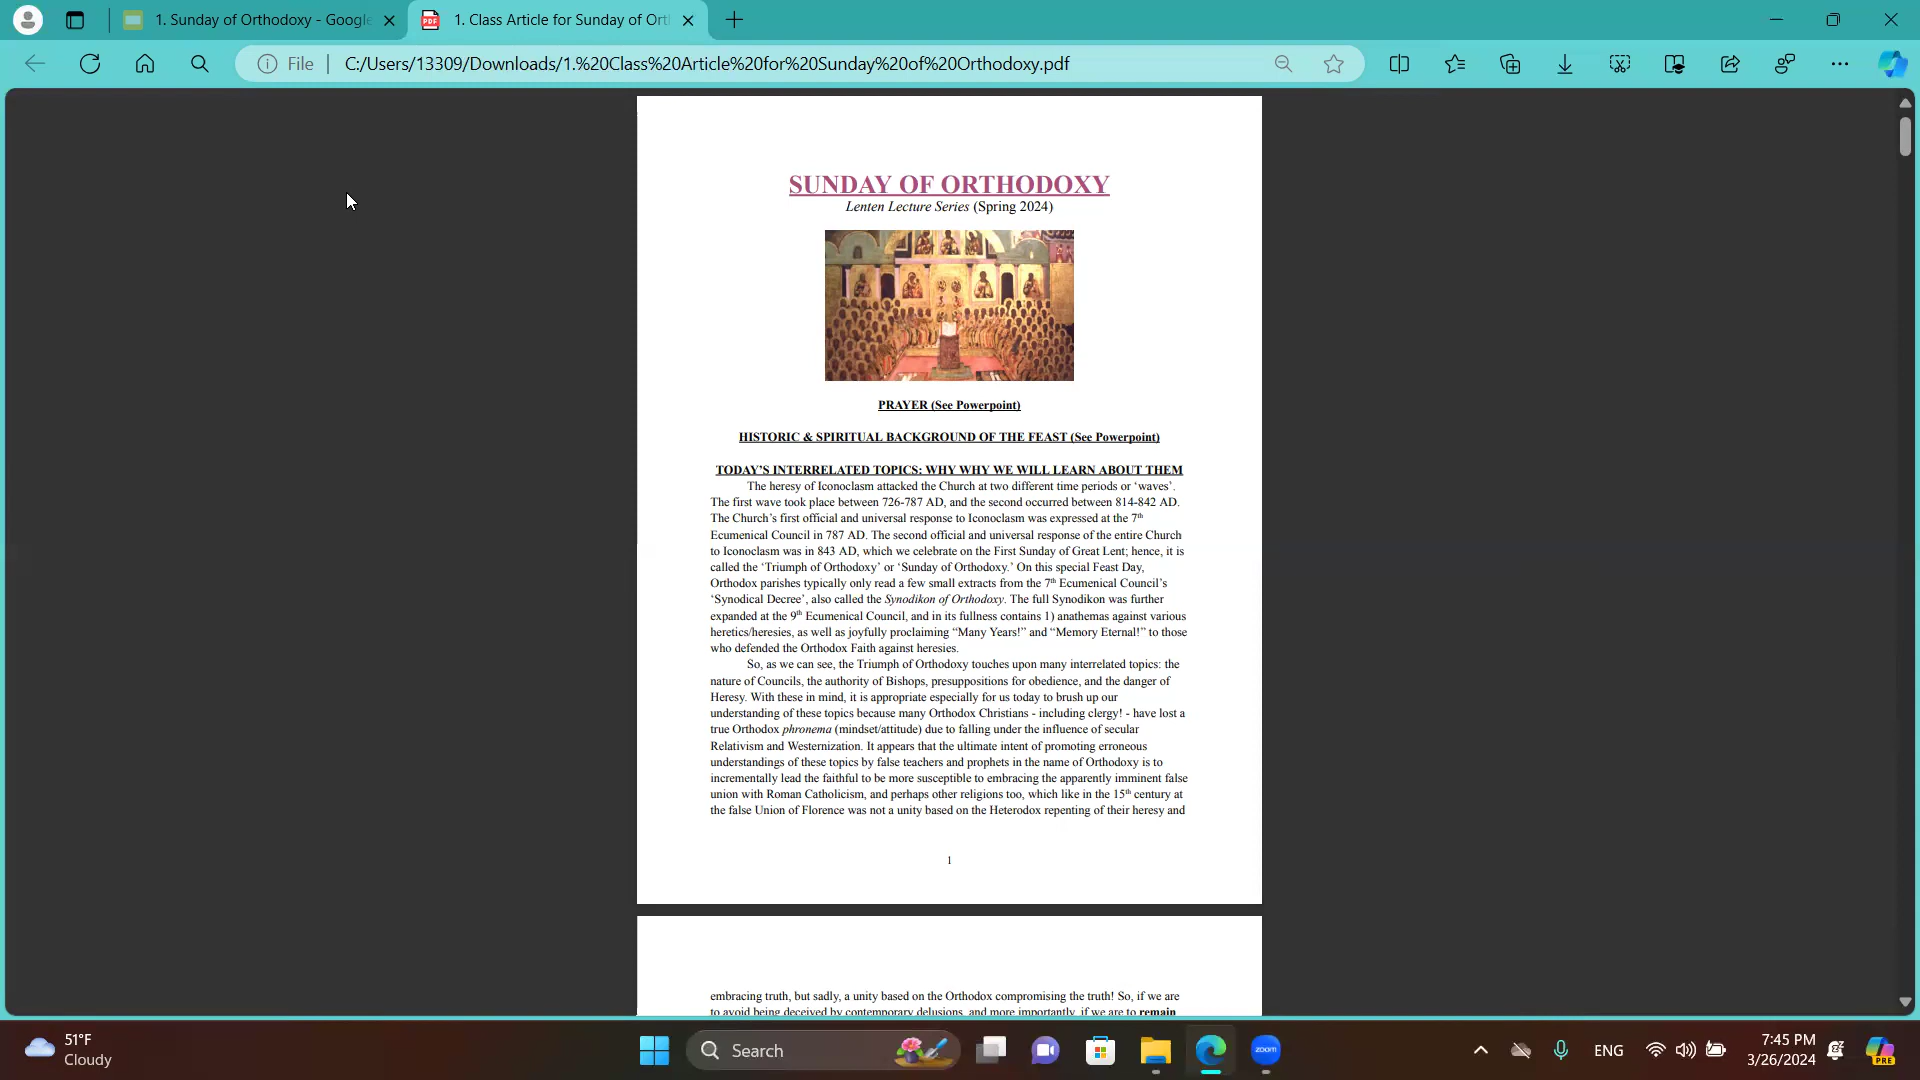 1. Sunday of Orthodoxy - Google
1. Class Article for Sunday of Ort
File
C:/Users/13309/Downloads/1.%20Class%20Article%20for%20Sunday%20of%20Orthodoxy.pdf
SUNDAY OF ORTHODOXY
Lenten Lecture Series (Spring 2024)
PRAYER (See Powerpoint)
HISTORIC & SPIRITUAL BACKGROUND OF THE FEAST (See Powerpoint)
TODAY'S INTERRELATED TOPICS: WHY WHY WE WILL LEARN ABOUT THEM
The heresy of Iconoclasm attacked the Church at two different time periods or 'waves'.
The first wave took place between 726-787 AD, and the second occurred between 814-842 AD.
The Church's first official and universal response to Iconoclasm was expressed at the 7th
Ecumenical Council in 787 AD. The second official and universal response of the entire Church
to Iconoclasm was in 843 AD, which we celebrate on the First Sunday of Great Lent; hence, it is
called the 'Triumph of Orthodoxy' or 'Sunday of Orthodoxy.' On this special Feast Day,
Orthodox parishes typically only read a few small extracts from the 7th Ecumenical Council's
'Synodical Decree', also called the Synodikon of Orthodoxy. The full Synodikon was further
expanded at the 9th Ecumenical Council, and in its fullness contains 1) anathemas against various
heretics/heresies, as well as joyfully proclaiming "Many Years!" and "Memory Eternal!" to those
who defended the Orthodox Faith against heresies.
So, as we can see, the Triumph of Orthodoxy touches upon many interrelated topics: the
nature of Councils, the authority of Bishops, presuppositions for obedience, and the danger of
Heresy. With these in mind, it is appropriate especially for us today to brush up our
understanding of these topics because many Orthodox Christians - including clergy! - have lost a
true Orthodox phronema (mindset/attitude) due to falling under the influence of secular
Relativism and Westernization. It appears that the ultimate intent of promoting erroneous
understandings of these topics by false teachers and prophets in the name of Orthodoxy is to
incrementally lead the faithful to be more susceptible to embracing the apparently imminent false
union with Roman Catholicism, and perhaps other religions too, which like in the 15th century at
the false Union of Florence was not a unity based on the Heterodox repenting of their heresy and
1
embracing truth, but sadly, a unity based on the Orthodox compromising the truth! So, if we are
to avoid being deceived by contemporary delusions, and more importantly, if we are to remain
51°F
Cloudy
Search
zoom
ENG
7:45 PM
3/26/2024
PRE